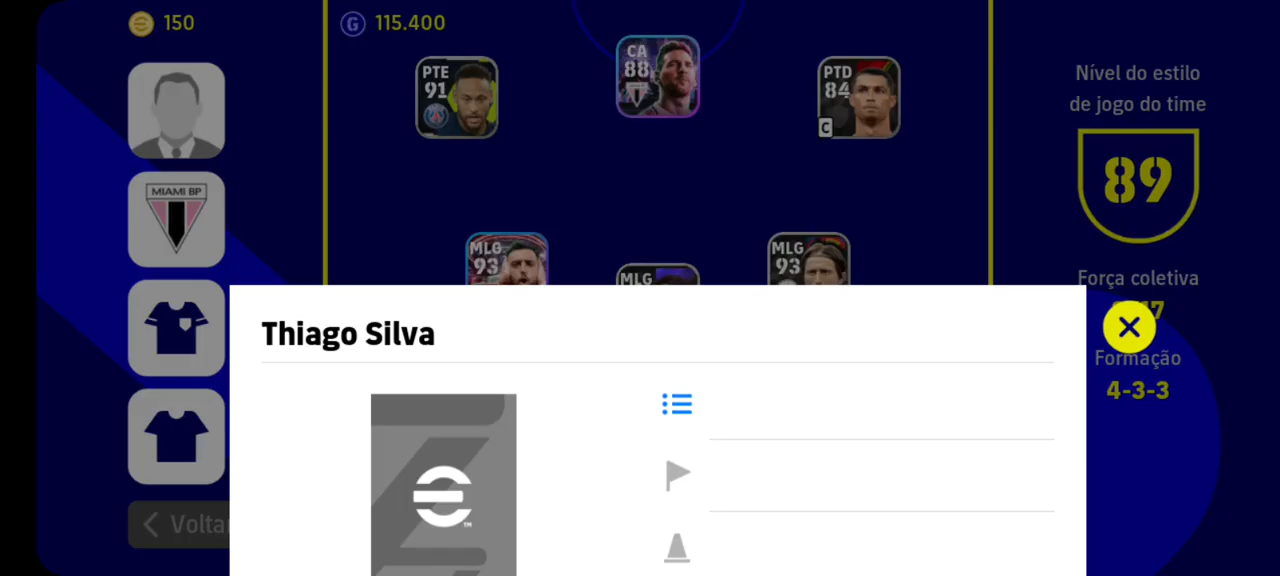 150
G 115.400
PTE
91
CA
88
PTD
84
C
MIAMI BP
Nível do estilo
de jogo do time
89
MLG
93
MLG
MLG
93
Força coletiva
Formação
4-3-3
Thiago Silva
TM